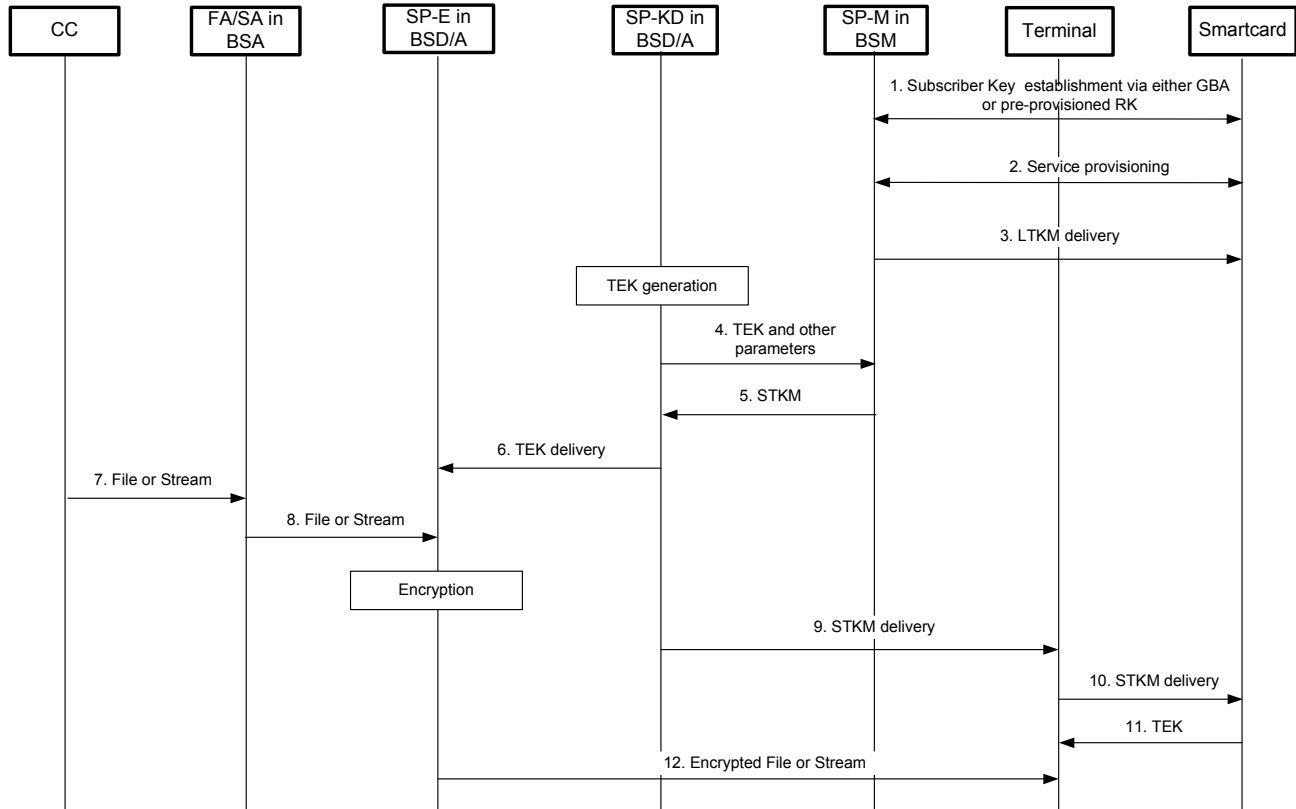 CC
FA/SA in
BSA
SP-E in
BSD/A
SP-KD in
BSD/A
SP-M in
BSM
Terminal
Smartcard
1. Subscriber Key establishment via either GBA
or pre-provisioned RK
2. Service provisioning
3. LTKM delivery
TEK generation
4. TEK and other
parameters
5. STKM
6. TEK delivery
7. File or Stream
8. File or Stream
Encryption
9. STKM delivery
10. STKM delivery
11. TEK
12. Encrypted File or Stream